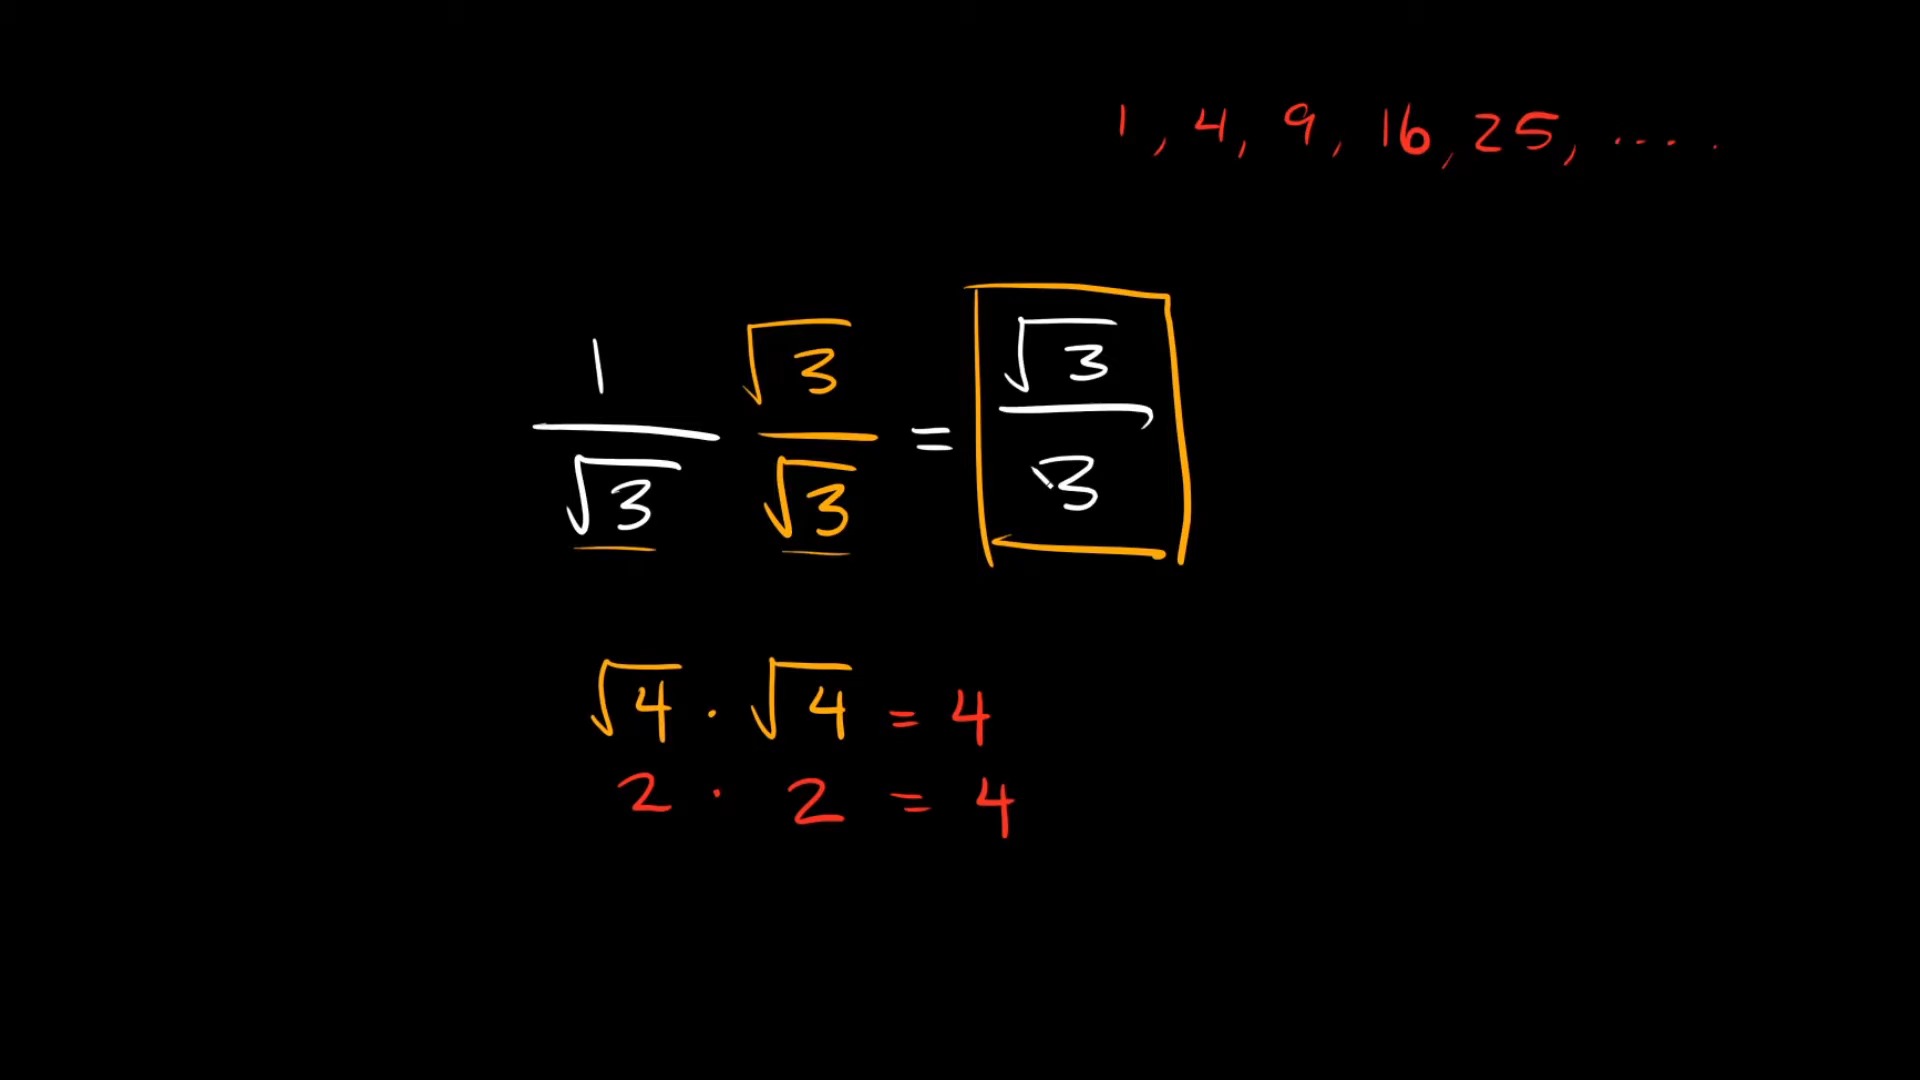 1, 4, 9, 16, 25, .....
1/√3 √3/√3 = √3/3
√4 · √4 = 4
2 · 2 = 4